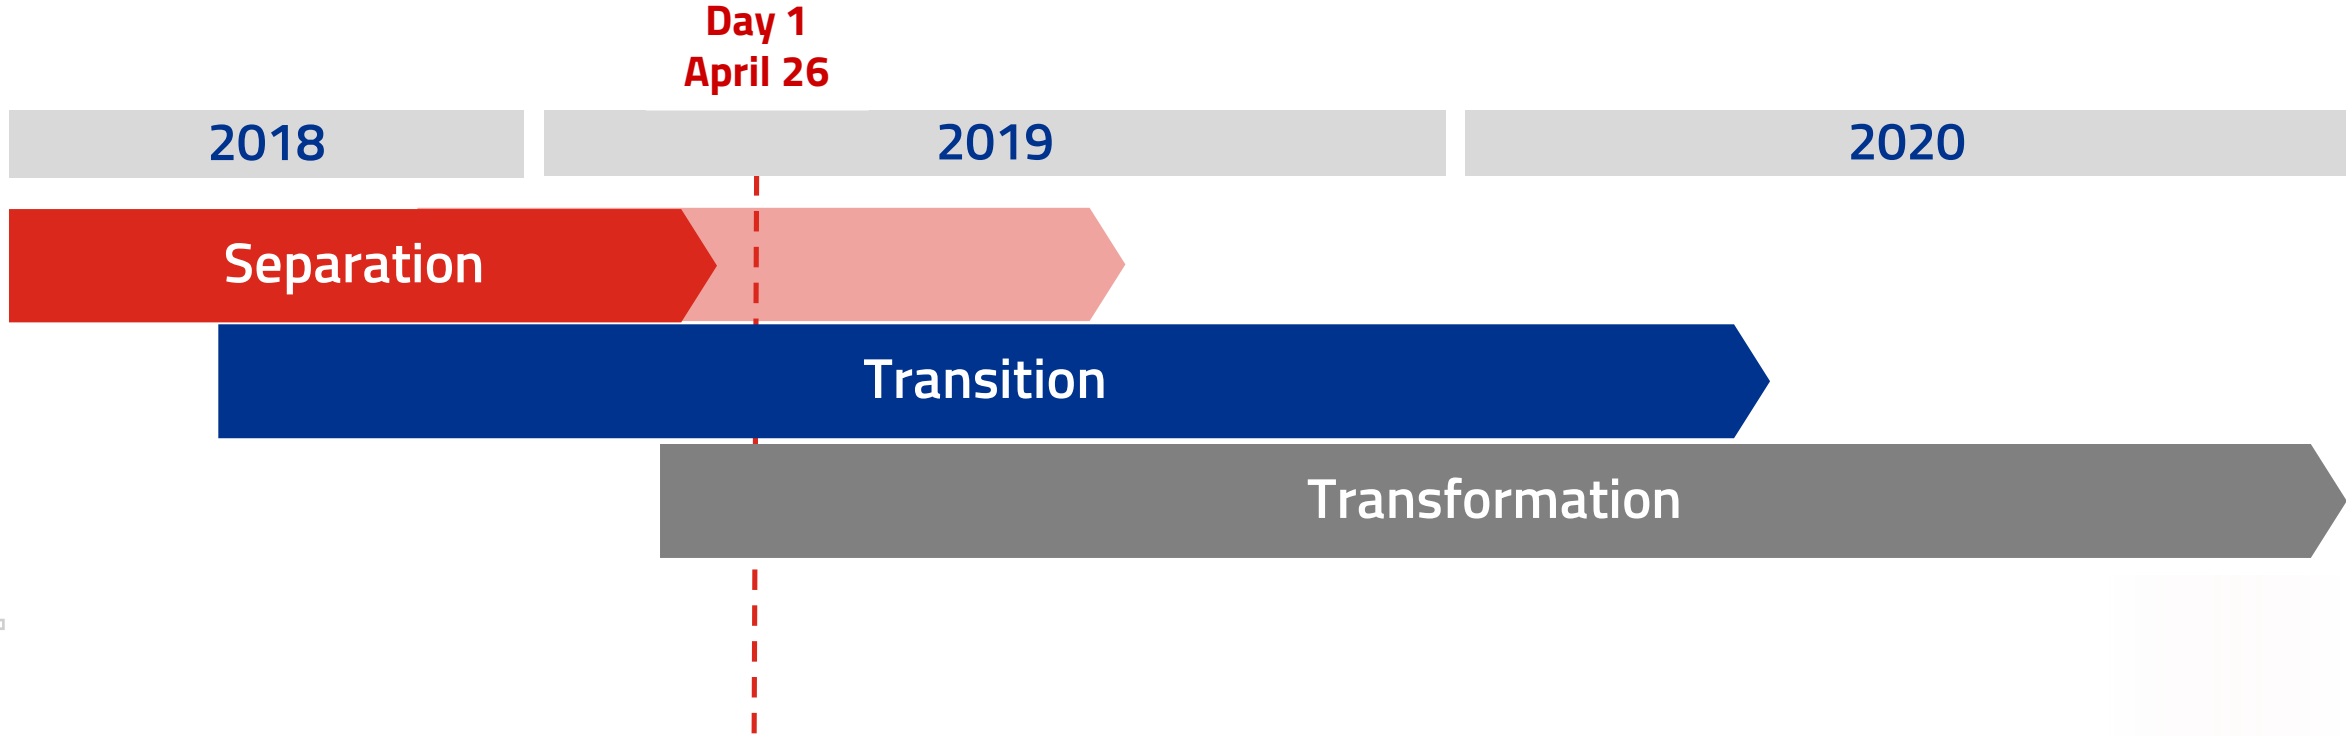 Day 1
April 26
2018
2019
2020
Separation
Transition
Transformation